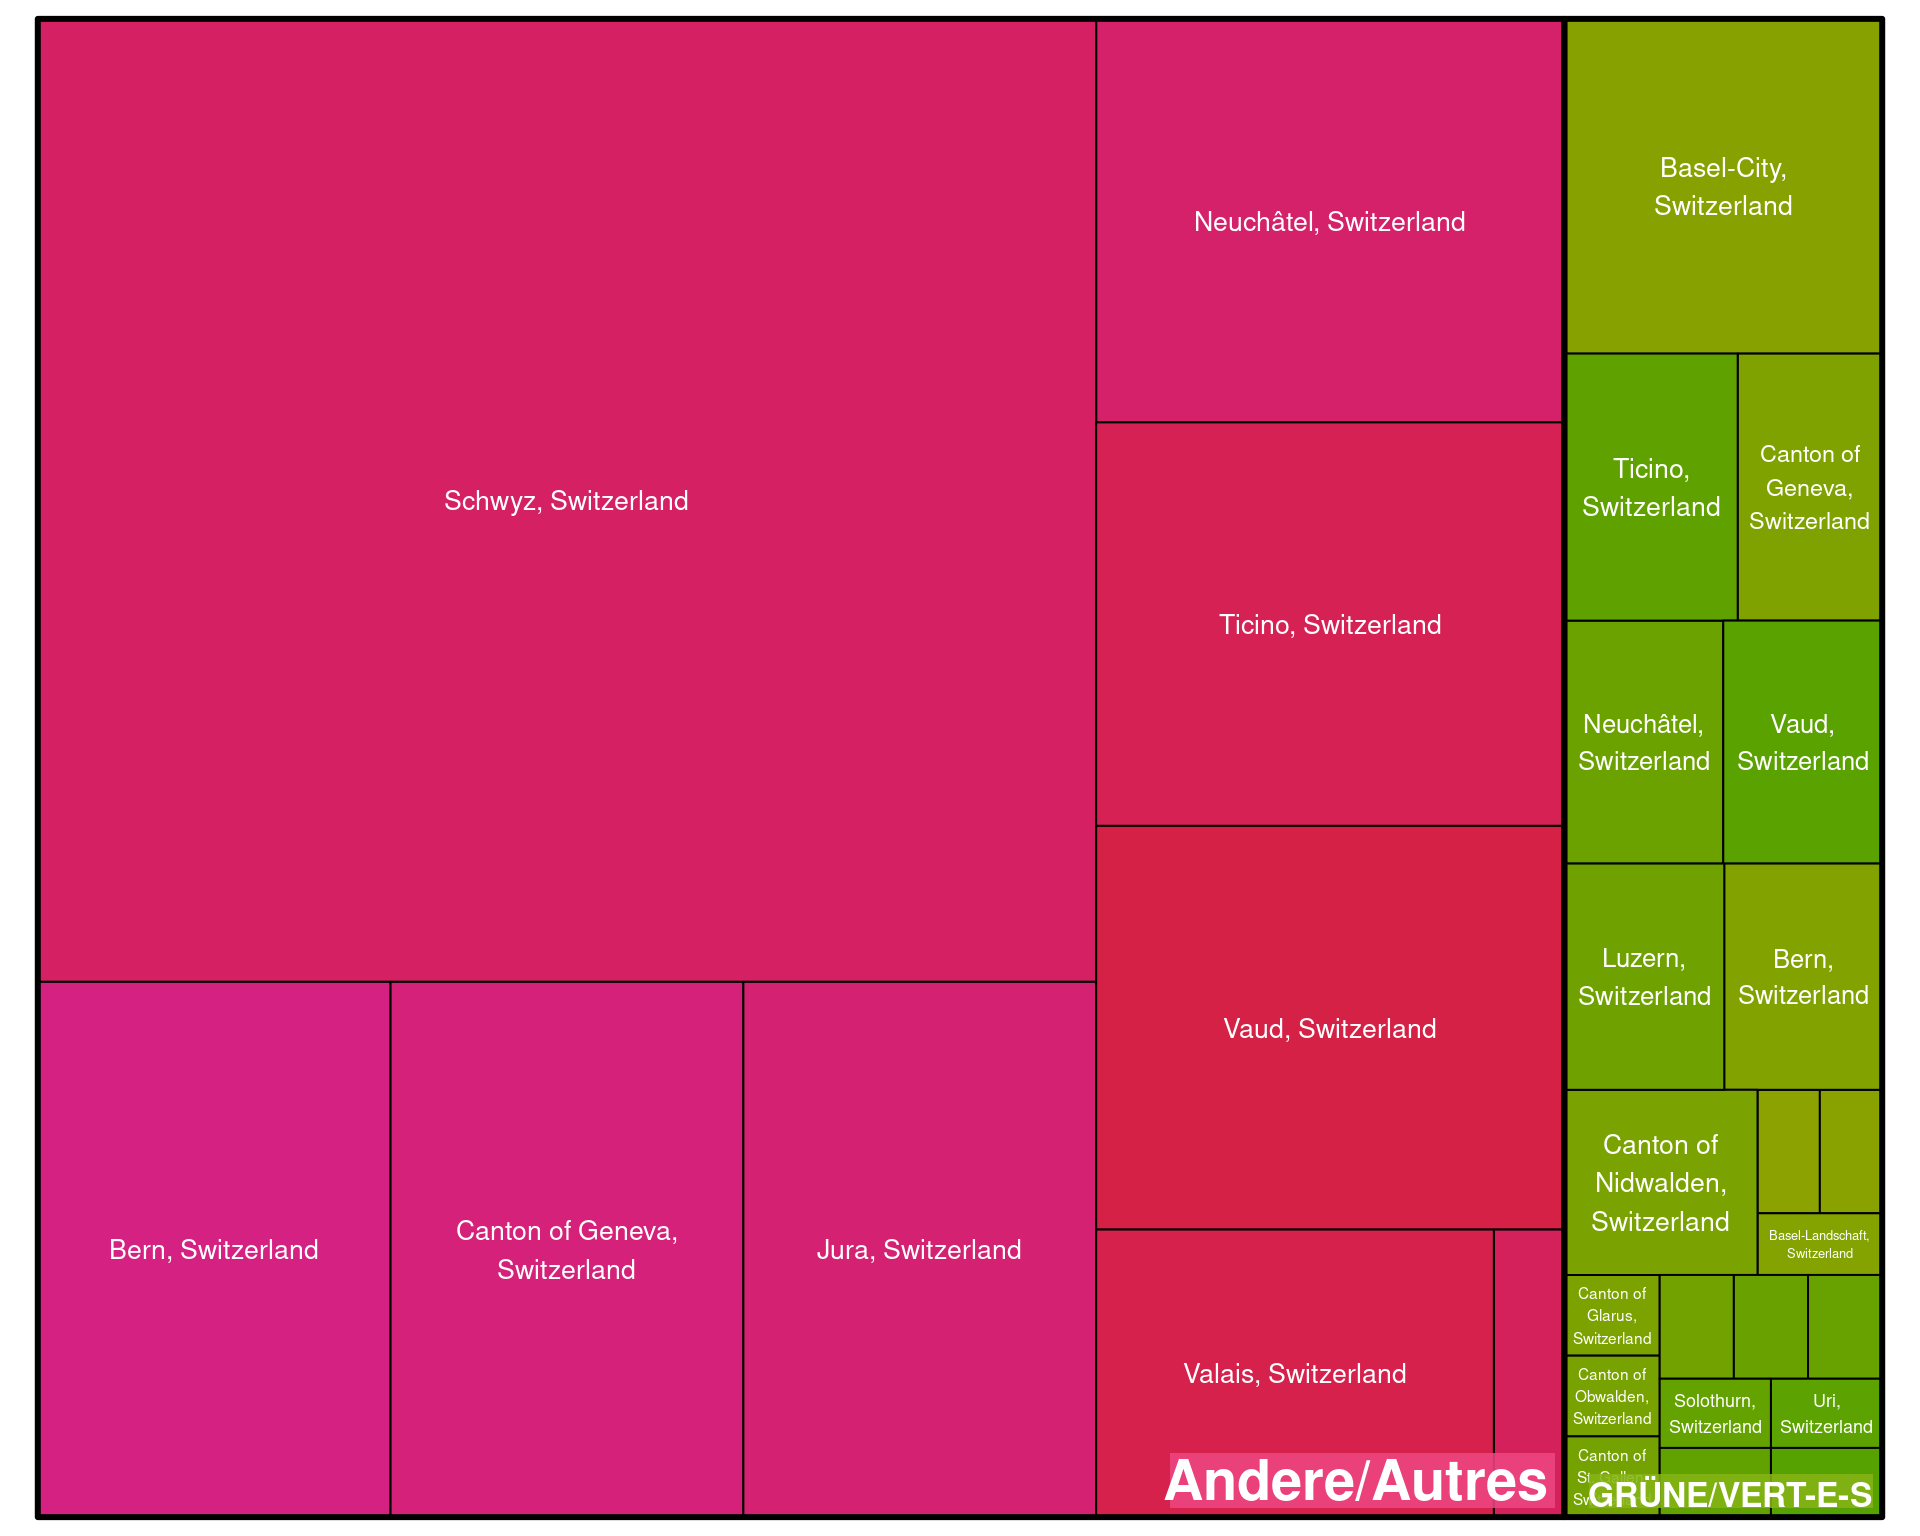 Schwyz, Switzerland
Neuchâtel, Switzerland
Ticino, Switzerland
Vaud, Switzerland
Bern, Switzerland
Canton of Geneva,
Switzerland
Jura, Switzerland
Valais, Switzerland
Andere/Autres
Basel-City,
Switzerland
Ticino,
Switzerland
Canton of
Geneva,
Switzerland
Neuchâtel,
Switzerland
Vaud,
Switzerland
Luzern,
Switzerland
Bern,
Switzerland
Canton of
Nidwalden,
Switzerland
Basel-Landschaft,
Switzerland
Canton of
Glarus,
Switzerland
Canton of
Obwalden,
Switzerland
Solothurn,
Switzerland
Uri,
Switzerland
Canton of
St. Gallen,
GRÜNE/VERT-E-S